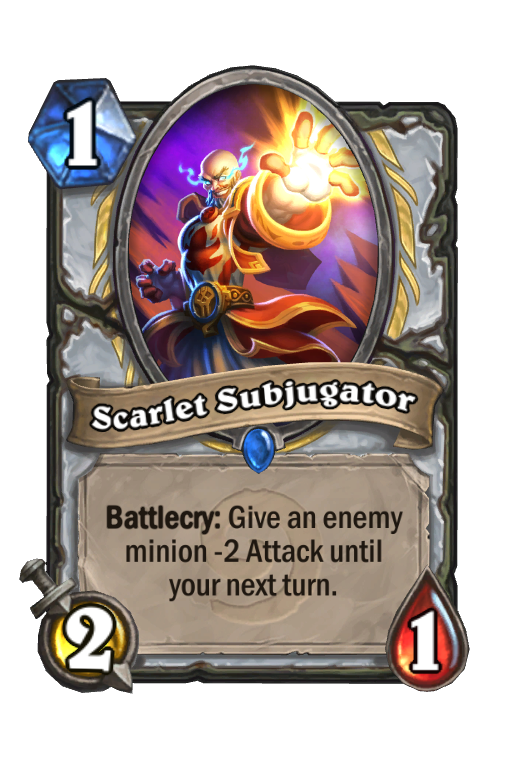 1
Scarlet Subjugator
Battlecry: Give an enemy
minion -2 Attack until
your next turn.
2
1